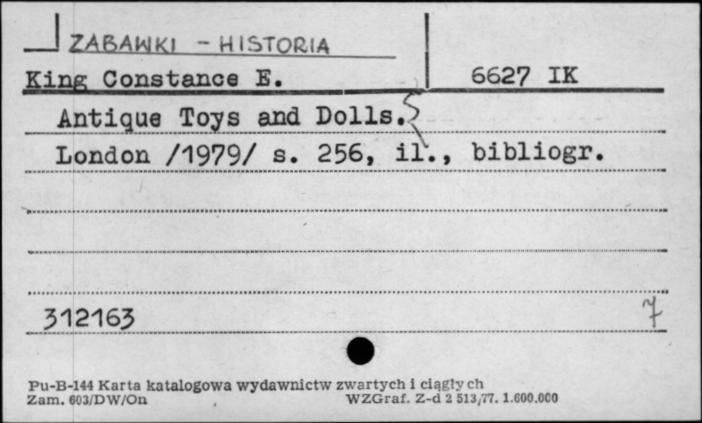 ZABAWKI - HISTORIA
King Constance E. 6627 IK
Antique Toys and Dolls.
London /1979/ s. 256, il., bibliogr.
312163 7
Pu-B-144 Karta katalogowa wydawnictw zwartych i ciągłych
Zam. 603/DW/On WZGraf. Z-d 2 513/77. 1.600.000